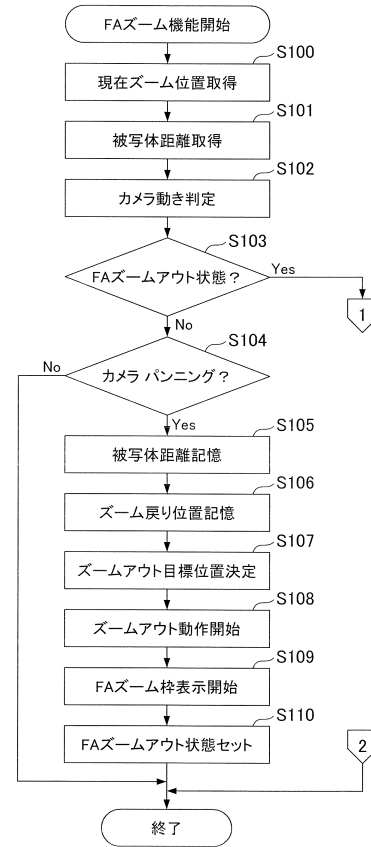 FAズーム機能開始
S100
現在ズーム位置取得
S101
被写体距離取得
S102
カメラ動き判定
S103
FAズームアウト状態？
Yes
1
No
S104
No
カメラ パンニング？
Yes
S105
被写体距離記憶
S106
ズーム戻り位置記憶
S107
ズームアウト目標位置決定
S108
ズームアウト動作開始
S109
FAズーム枠表示開始
S110
FAズームアウト状態セット
2
終了